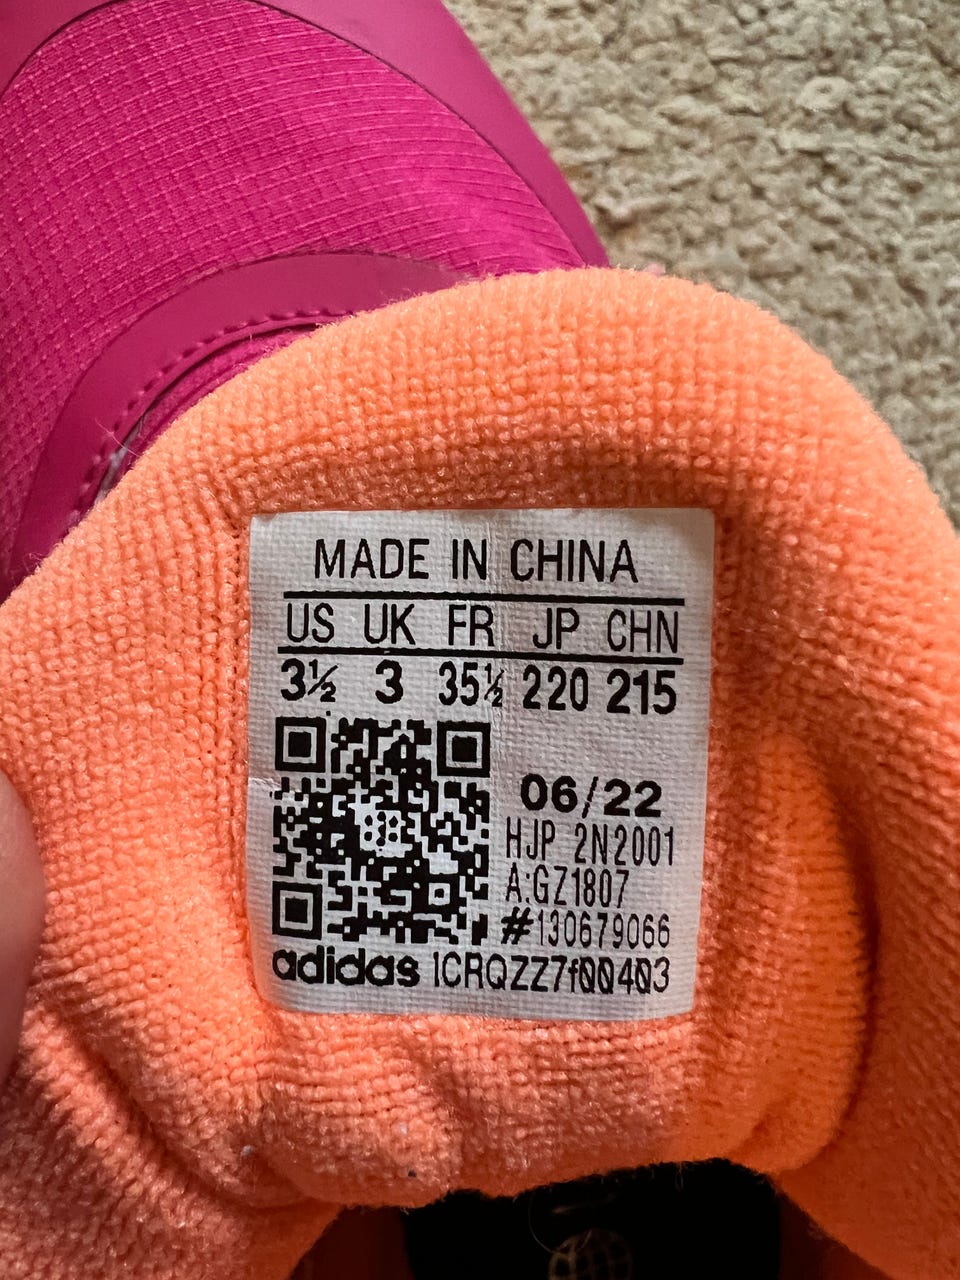 MADE IN CHINA
US UK FR JP CHN
3½ 3 35½ 220 215
06/22
HJP 2N2001
A:GZ1807
#130679066
adidas 1CRQZZ7f00403